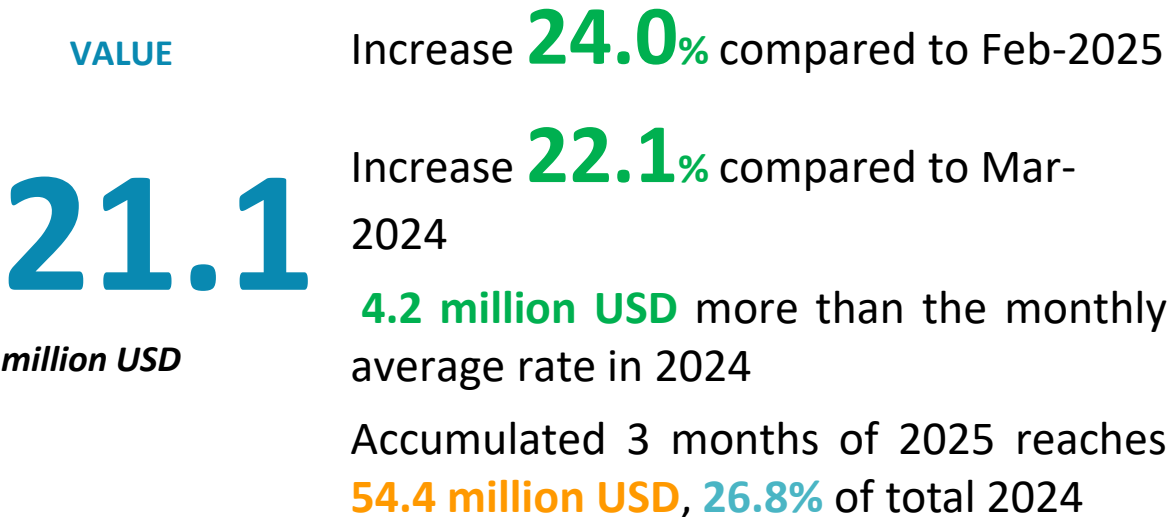 VALUE
21.1
million USD
Increase 24.0% compared to Feb-2025
Increase 22.1% compared to Mar-
2024
4.2 million USD more than the monthly
average rate in 2024
Accumulated 3 months of 2025 reaches
54.4 million USD, 26.8% of total 2024